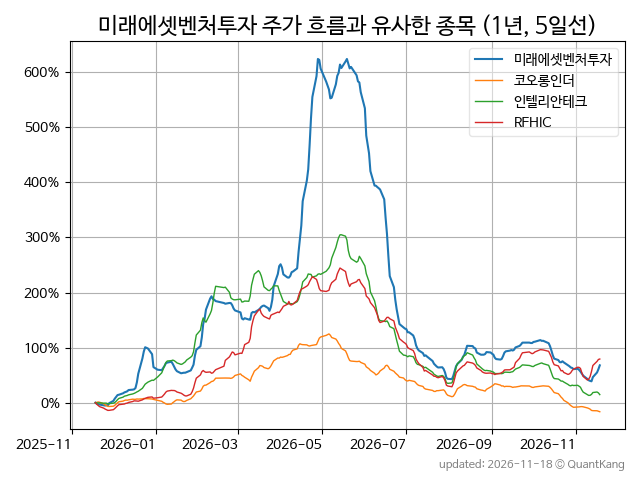 미래에셋벤처투자 주가 흐름과 유사한 종목 (1년, 5일선)
미래에셋벤처투자
코오롱인더
인텔리안테크
RFHIC
600%
500%
400%
300%
200%
100%
0%
2025-11 2026-01 2026-03 2026-05 2026-07 2026-09 2026-11
updated: 2026-11-18 © QuantKang